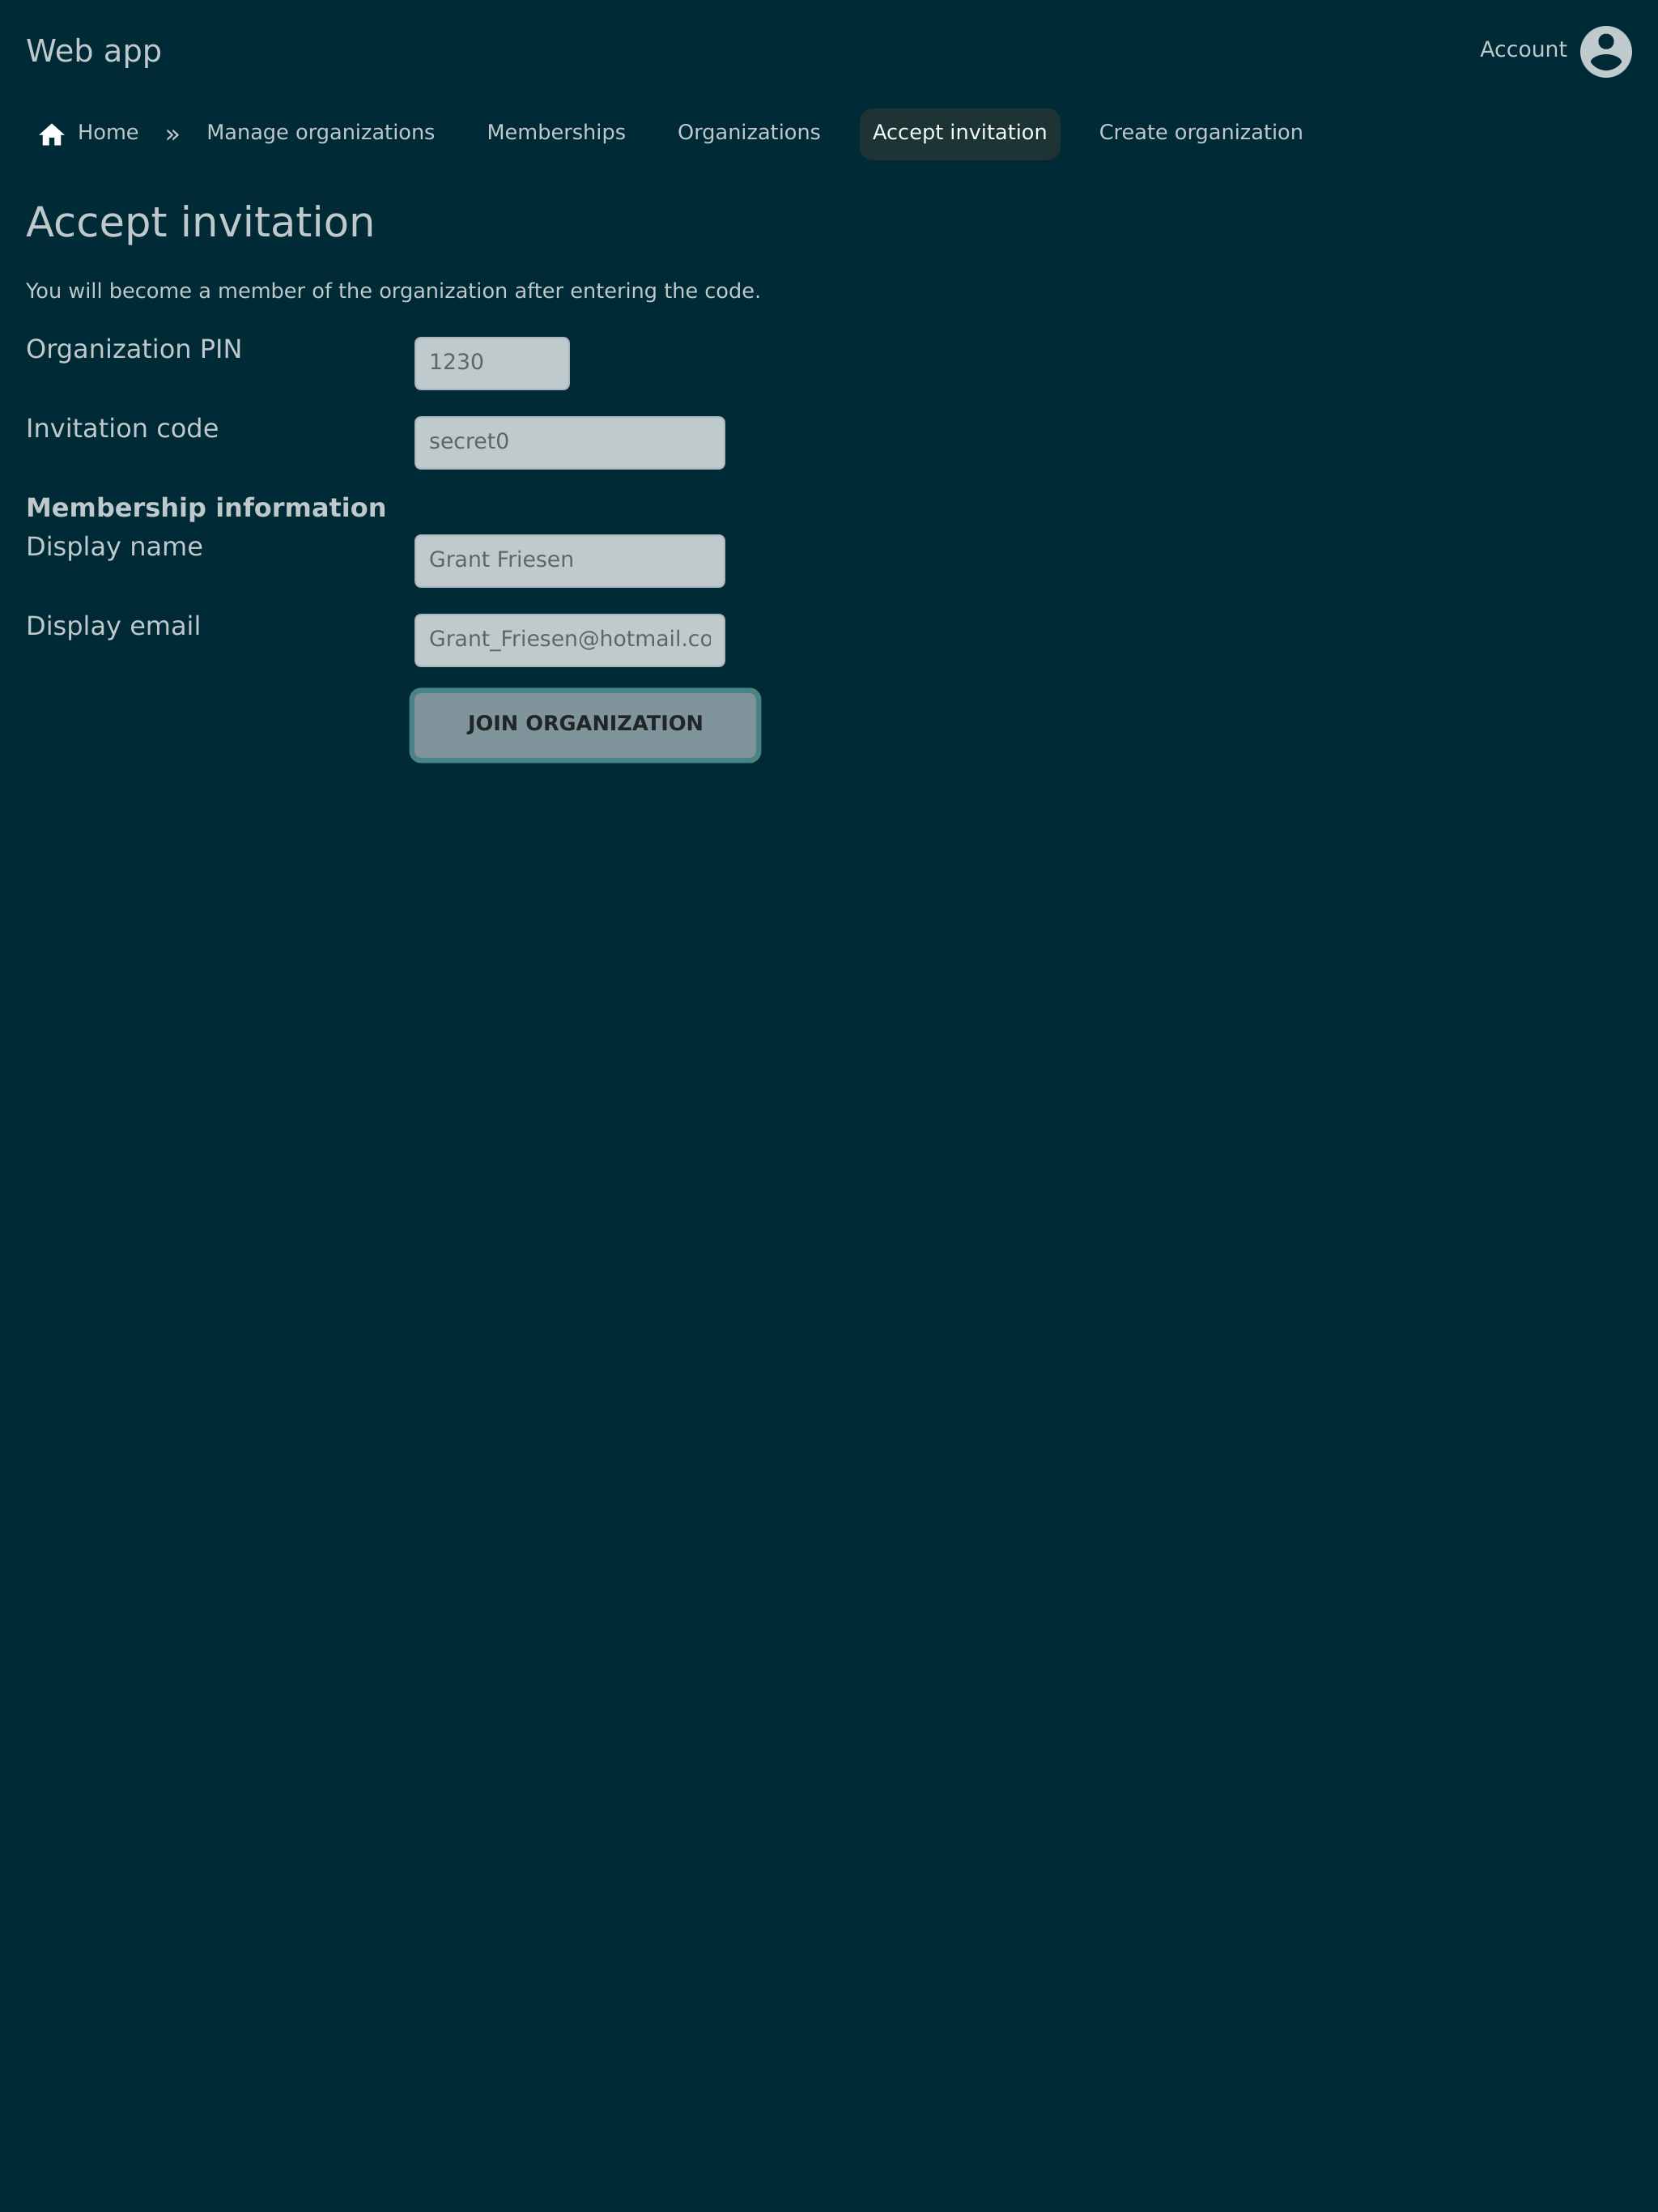 Web app
Account
Home » Manage organizations Memberships Organizations Accept invitation Create organization
Accept invitation
You will become a member of the organization after entering the code.
Organization PIN
1230
Invitation code
secret0
Membership information
Display name
Grant Friesen
Display email
Grant_Friesen@hotmail.co
JOIN ORGANIZATION